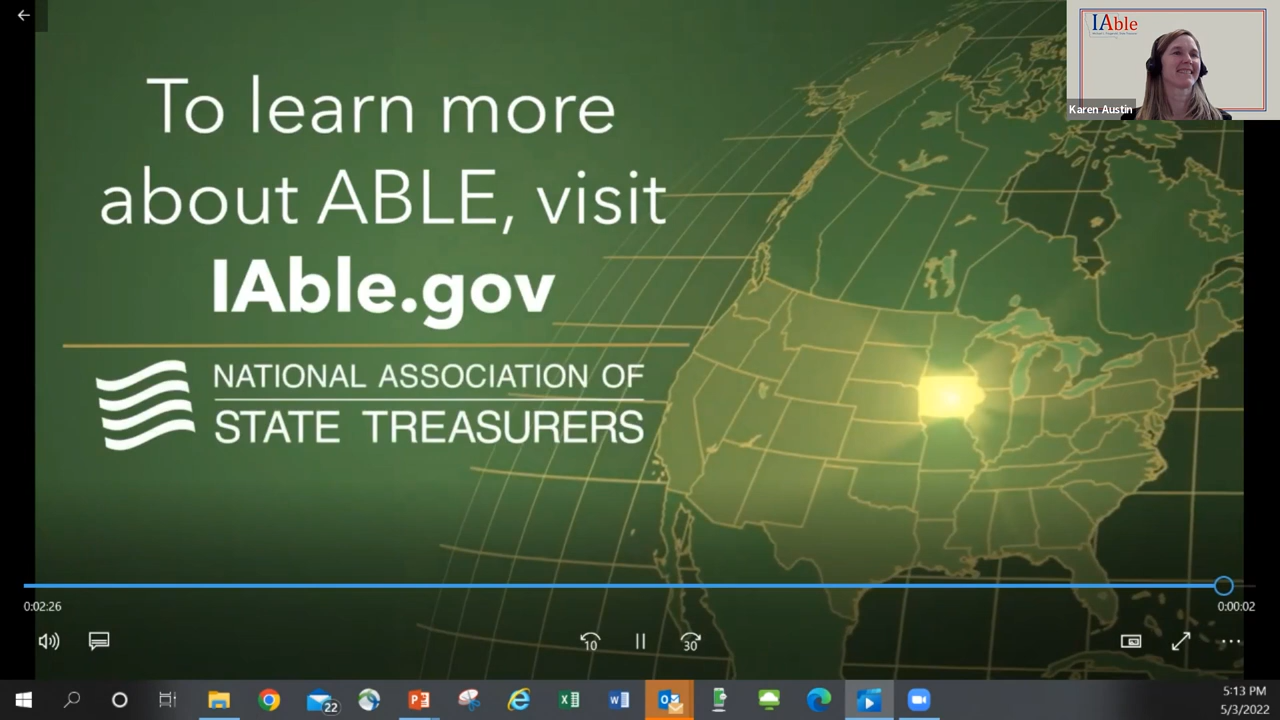 IAble
Karen Austin
To learn more
about ABLE, visit
IAble.gov
NATIONAL ASSOCIATION OF
STATE TREASURERS
0:02:26
0:00:02
10
30
22
5:13 PM
5/3/2022